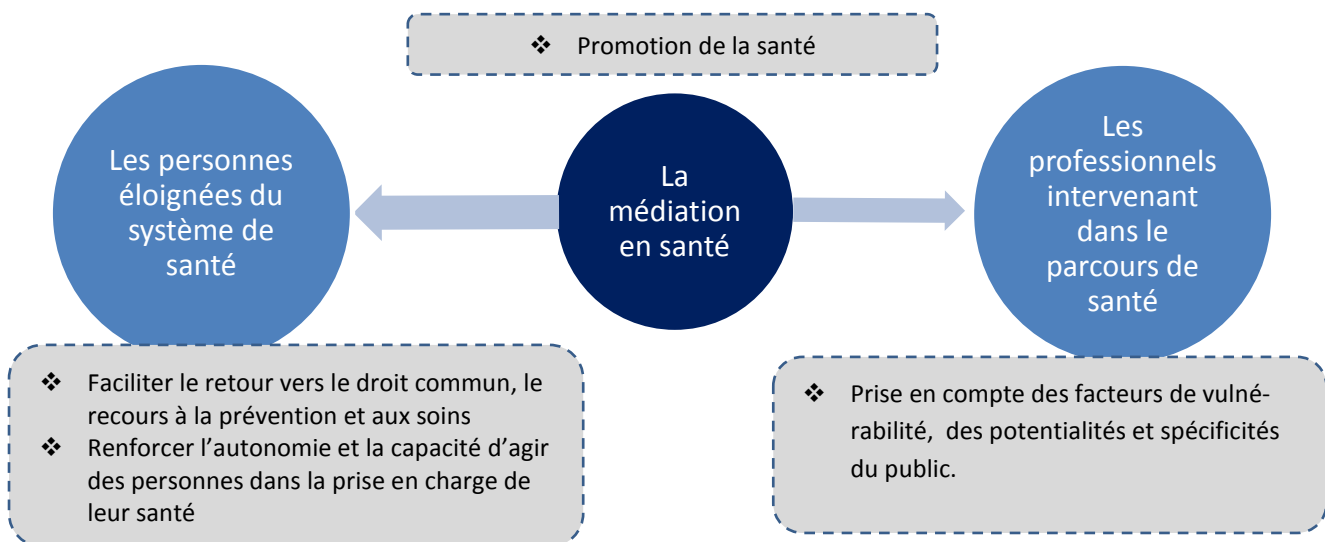 ❖ Promotion de la santé
Les personnes
éloignées du
système de
santé
La
médiation
en santé
Les
professionnels
intervenant
dans le
parcours de
santé
❖ Faciliter le retour vers le droit commun, le
recours à la prévention et aux soins
❖ Renforcer l’autonomie et la capacité d’agir
des personnes dans la prise en charge de
leur santé
❖ Prise en compte des facteurs de vulné-
rabilité, des potentialités et spécificités
du public.